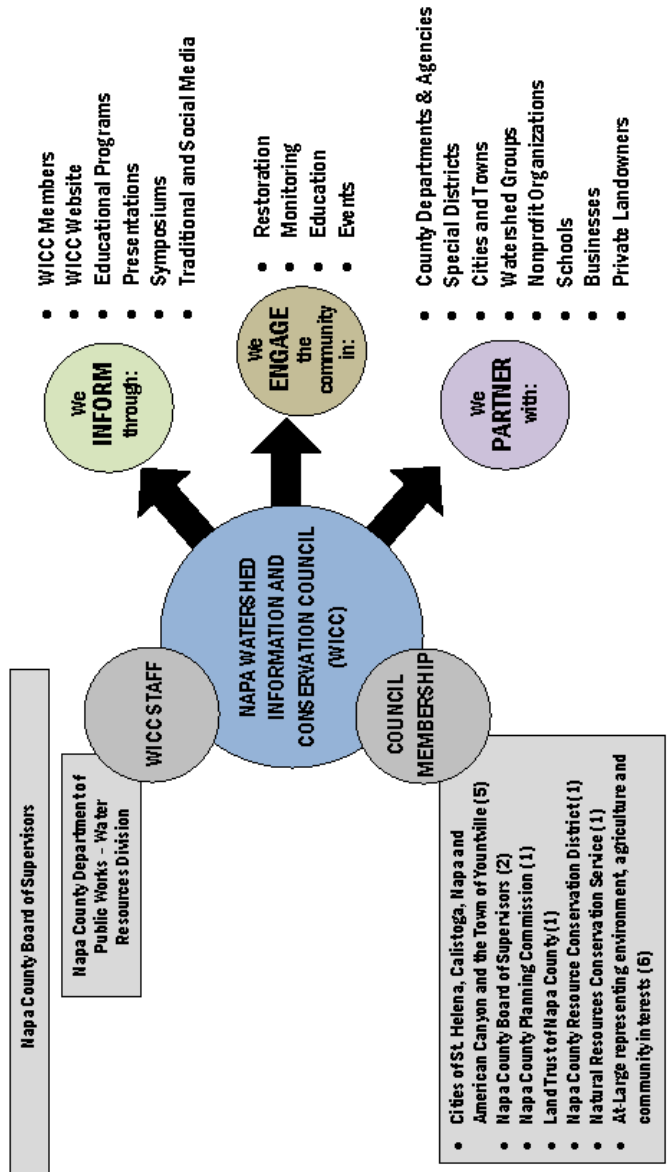 Napa County Board of Supervisors
Napa County Department of
Public Works – Water
Resources Division
WICC STAFF
NAPA WATERSHED
INFORMATION AND
CONSERVATION COUNCIL
(WICC)
COUNCIL
MEMBERSHIP
• Cities of St. Helena, Calistoga, Napa and
American Canyon and the Town of Yountville (5)
• Napa County Board of Supervisors (2)
• Napa County Planning Commission (1)
• Land Trust of Napa County (1)
• Napa County Resource Conservation District (1)
• Natural Resources Conservation Service (1)
• At-Large representing environment, agriculture and
community interests (6)
We
INFORM
through:
• WICC Members
• WICC Website
• Educational Programs
• Presentations
• Symposiums
• Traditional and Social Media
We
ENGAGE
the
community
in:
• Restoration
• Monitoring
• Education
• Events
We
PARTNER
with:
• County Departments & Agencies
• Special Districts
• Cities and Towns
• Watershed Groups
• Nonprofit Organizations
• Schools
• Businesses
• Private Landowners